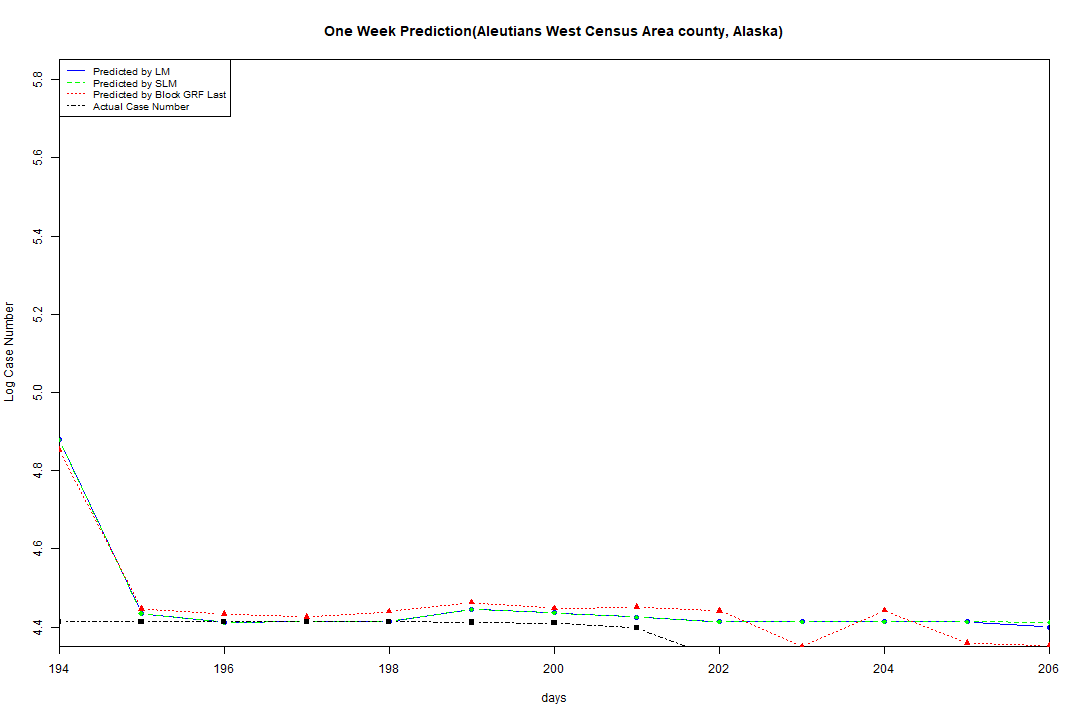 One Week Prediction(Aleutians West Census Area county, Alaska)
Predicted by LM
Predicted by SLM
Predicted by Block GRF Last
Actual Case Number
Log Case Number
5.8
5.6
5.4
5.2
5.0
4.8
4.6
4.4
194 196 198 200 202 204 206
days